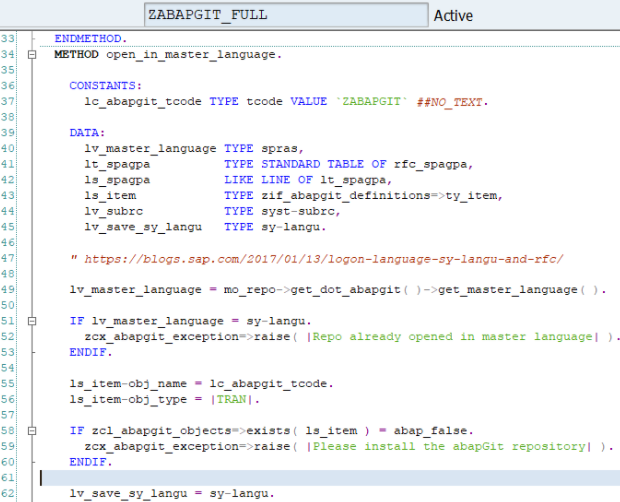 ZABAPGIT_FULL Active
33 ENDMETHOD.
34 METHOD open_in_master_language.
35
36 CONSTANTS:
37 lc_abapgit_tcode TYPE tcode VALUE `ZABAPGIT` ##NO_TEXT.
38
39 DATA:
40 lv_master_language TYPE spras,
41 lt_spagpa TYPE STANDARD TABLE OF rfc_spagpa,
42 ls_spagpa LIKE LINE OF lt_spagpa,
43 ls_item TYPE zif_abapgit_definitions=>ty_item,
44 lv_subrc TYPE syst-subrc,
45 lv_save_sy_langu TYPE sy-langu.
46
47 " https://blogs.sap.com/2017/01/13/logon-language-sy-langu-and-rfc/
48
49 lv_master_language = mo_repo->get_dot_abapgit( )->get_master_language( ).
50
51 IF lv_master_language = sy-langu.
52 zcx_abapgit_exception=>raise( |Repo already opened in master language| ).
53 ENDIF.
54
55 ls_item-obj_name = lc_abapgit_tcode.
56 ls_item-obj_type = |TRAN|.
57
58 IF zcl_abapgit_objects=>exists( ls_item ) = abap_false.
59 zcx_abapgit_exception=>raise( |Please install the abapGit repository| ).
60 ENDIF.
61
62 lv_save_sy_langu = sy-langu.